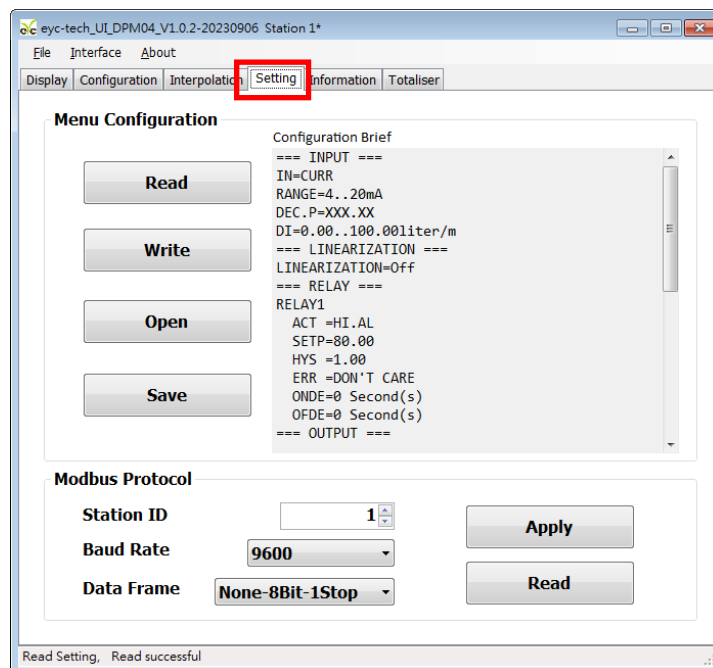 eyc-tech_UI_DPM04_V1.0.2-20230906 Station 1*
File Interface About
Display Configuration Interpolation Setting Information Totaliser
Menu Configuration
Configuration Brief
Read
Write
Open
Save
=== INPUT ===
IN=CURR
RANGE=4..20mA
DEC.P=XXX.XX
DI=0.00..100.00liter/m
=== LINEARIZATION ===
LINEARIZATION=Off
=== RELAY ===
RELAY1
ACT =HI.AL
SETP=80.00
HYS =1.00
ERR =DON'T CARE
ONDE=0 Second(s)
OFDE=0 Second(s)
=== OUTPUT ===
Modbus Protocol
Station ID 1
Baud Rate 9600
Data Frame None-8Bit-1Stop
Apply
Read
Read Setting, Read successful